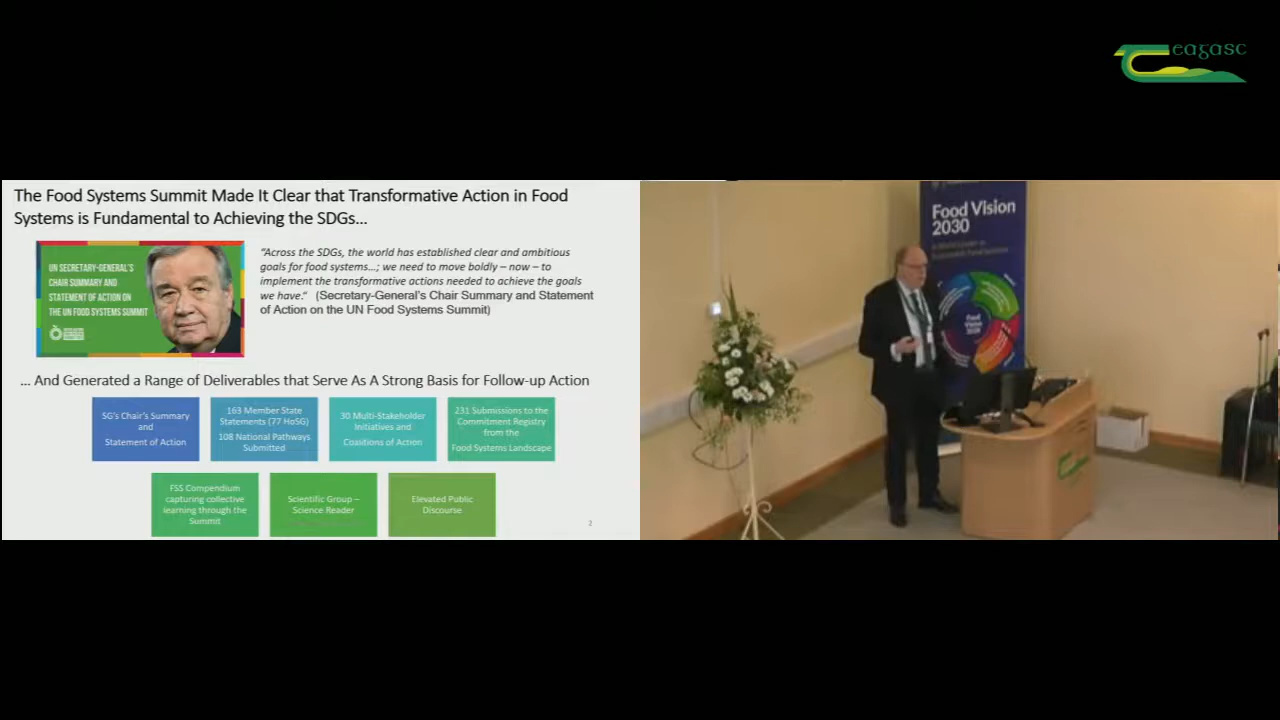 eagasc
The Food Systems Summit Made It Clear that Transformative Action in Food
Systems is Fundamental to Achieving the SDGs...
UN SECRETARY-GENERAL'S
CHAIR SUMMARY AND
STATEMENT OF ACTION ON
THE UN FOOD SYSTEMS SUMMIT
"Across the SDGs, the world has established clear and ambitious
goals for food systems...; we need to move boldly – now – to
implement the transformative actions needed to achieve the goals
we have." (Secretary-General's Chair Summary and Statement
of Action on the UN Food Systems Summit)
... And Generated a Range of Deliverables that Serve As A Strong Basis for Follow-up Action
SG's Chair's Summary
and
Statement of Action
163 Member State
Statements (77 HoSG)
108 National Pathways
Submitted
30 Multi-Stakeholder
Initiatives and
Coalitions of Action
231 Submissions to the
Commitment Registry
from the
Food Systems Landscape
FSS Compendium
capturing collective
learning through the
Summit
Scientific Group –
Science Reader
Elevated Public
Discourse
2
Food Vision
2030
Food
Vision
2030